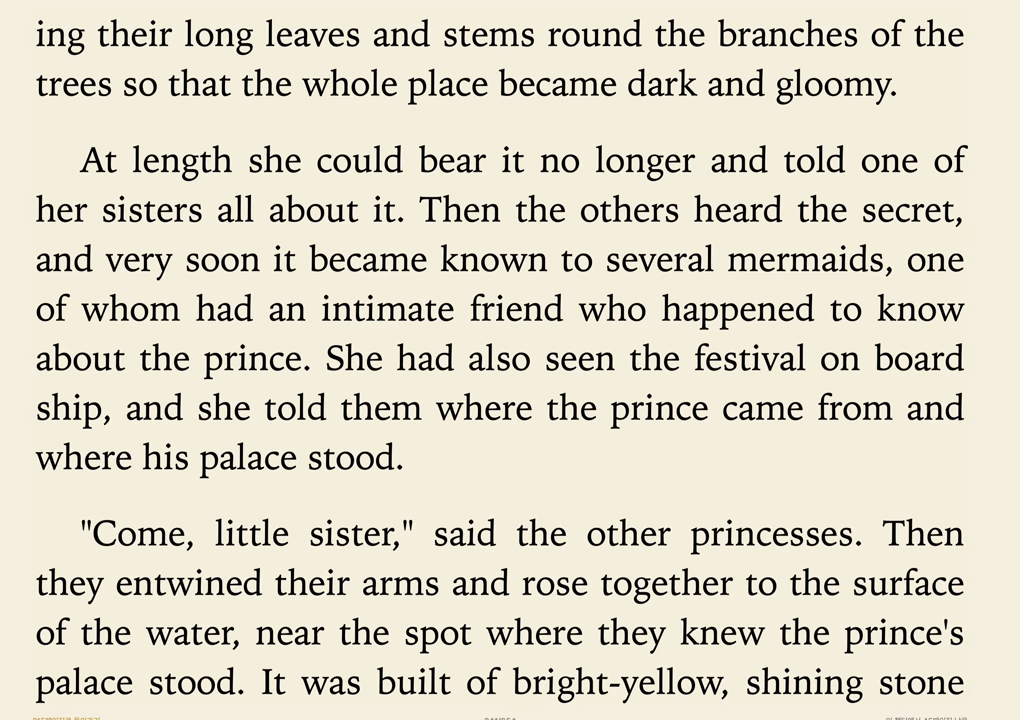 ing their long leaves and stems round the branches of the
trees so that the whole place became dark and gloomy.
At length she could bear it no longer and told one of
her sisters all about it. Then the others heard the secret,
and very soon it became known to several mermaids, one
of whom had an intimate friend who happened to know
about the prince. She had also seen the festival on board
ship, and she told them where the prince came from and
where his palace stood.
"Come, little sister," said the other princesses. Then
they entwined their arms and rose together to the surface
of the water, near the spot where they knew the prince's
palace stood. It was built of bright-yellow, shining stone